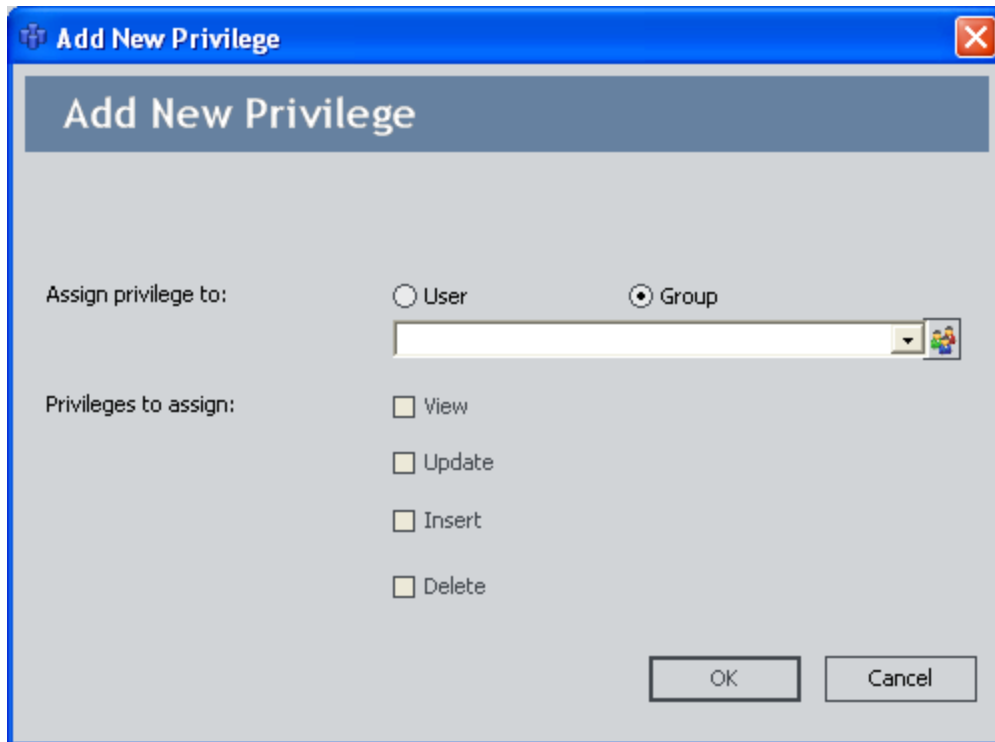 Add New Privilege
Add New Privilege
Assign privilege to:
User
Group
Privileges to assign:
View
Update
Insert
Delete
OK
Cancel